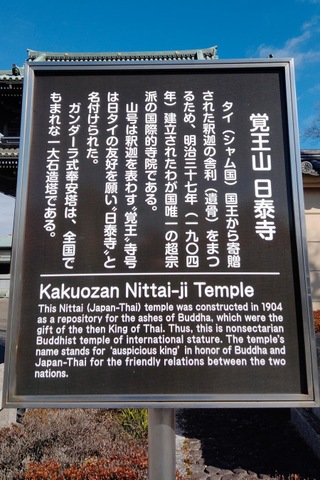 覚王山 日泰寺
タイ（シャム国）国王から寄贈
された釈迦の舎利（遺骨）をまつ
るため、明治三十七年（一九〇四
年）建立されたわが国唯一の超宗
派の国際的寺院である。
山号は釈迦を表わす〝覚王〟寺号
は日タイの友好を願い〝日泰寺〟と
名付けられた。
ガンダーラ式奉安塔は、全国で
もまれな一大石造塔である。
Kakuozan Nittai-ji Temple
This Nittai (Japan-Thai) temple was constructed in 1904
as a repository for the ashes of Buddha, which were the
gift of the then King of Thai. Thus, this is nonsectarian
Buddhist temple of international stature. The temple's
name stands for ‘auspicious king’ in honor of Buddha and
Japan-Thai for the friendly relations between the two
nations.